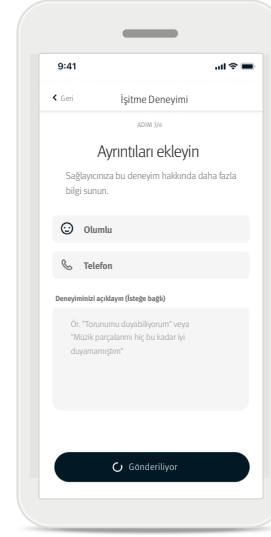 9:41
Geri
İşitme Deneyimi
ADIM 3/4
Ayrıntıları ekleyin
Sağlayıcınıza bu deneyim hakkında daha fazla
bilgi sunun.
Olumlu
Telefon
Deneyiminizi açıklayın (İsteğe bağlı)
Ör. "Torunumu duyabiliyorum" veya
"Müzik parçalarını hiç bu kadar iyi
duyamamıştım"
Gönderiliyor